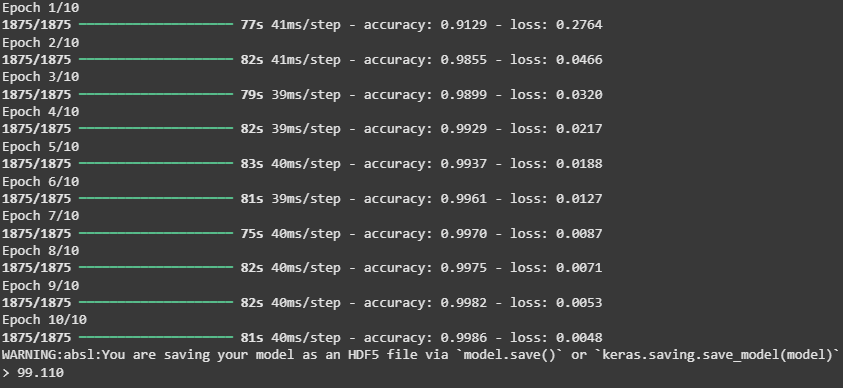 Epoch 1/10
1875/1875 ━━━━━━━━━━━━━━━━━━━━ 77s 41ms/step - accuracy: 0.9129 - loss: 0.2764
Epoch 2/10
1875/1875 ━━━━━━━━━━━━━━━━━━━━ 82s 41ms/step - accuracy: 0.9855 - loss: 0.0466
Epoch 3/10
1875/1875 ━━━━━━━━━━━━━━━━━━━━ 79s 39ms/step - accuracy: 0.9899 - loss: 0.0320
Epoch 4/10
1875/1875 ━━━━━━━━━━━━━━━━━━━━ 82s 39ms/step - accuracy: 0.9929 - loss: 0.0217
Epoch 5/10
1875/1875 ━━━━━━━━━━━━━━━━━━━━ 83s 40ms/step - accuracy: 0.9937 - loss: 0.0188
Epoch 6/10
1875/1875 ━━━━━━━━━━━━━━━━━━━━ 81s 39ms/step - accuracy: 0.9961 - loss: 0.0127
Epoch 7/10
1875/1875 ━━━━━━━━━━━━━━━━━━━━ 75s 40ms/step - accuracy: 0.9970 - loss: 0.0087
Epoch 8/10
1875/1875 ━━━━━━━━━━━━━━━━━━━━ 82s 40ms/step - accuracy: 0.9975 - loss: 0.0071
Epoch 9/10
1875/1875 ━━━━━━━━━━━━━━━━━━━━ 82s 40ms/step - accuracy: 0.9982 - loss: 0.0053
Epoch 10/10
1875/1875 ━━━━━━━━━━━━━━━━━━━━ 81s 40ms/step - accuracy: 0.9986 - loss: 0.0048
WARNING:absl:You are saving your model as an HDF5 file via `model.save()` or `keras.saving.save_model(model)`
> 99.110